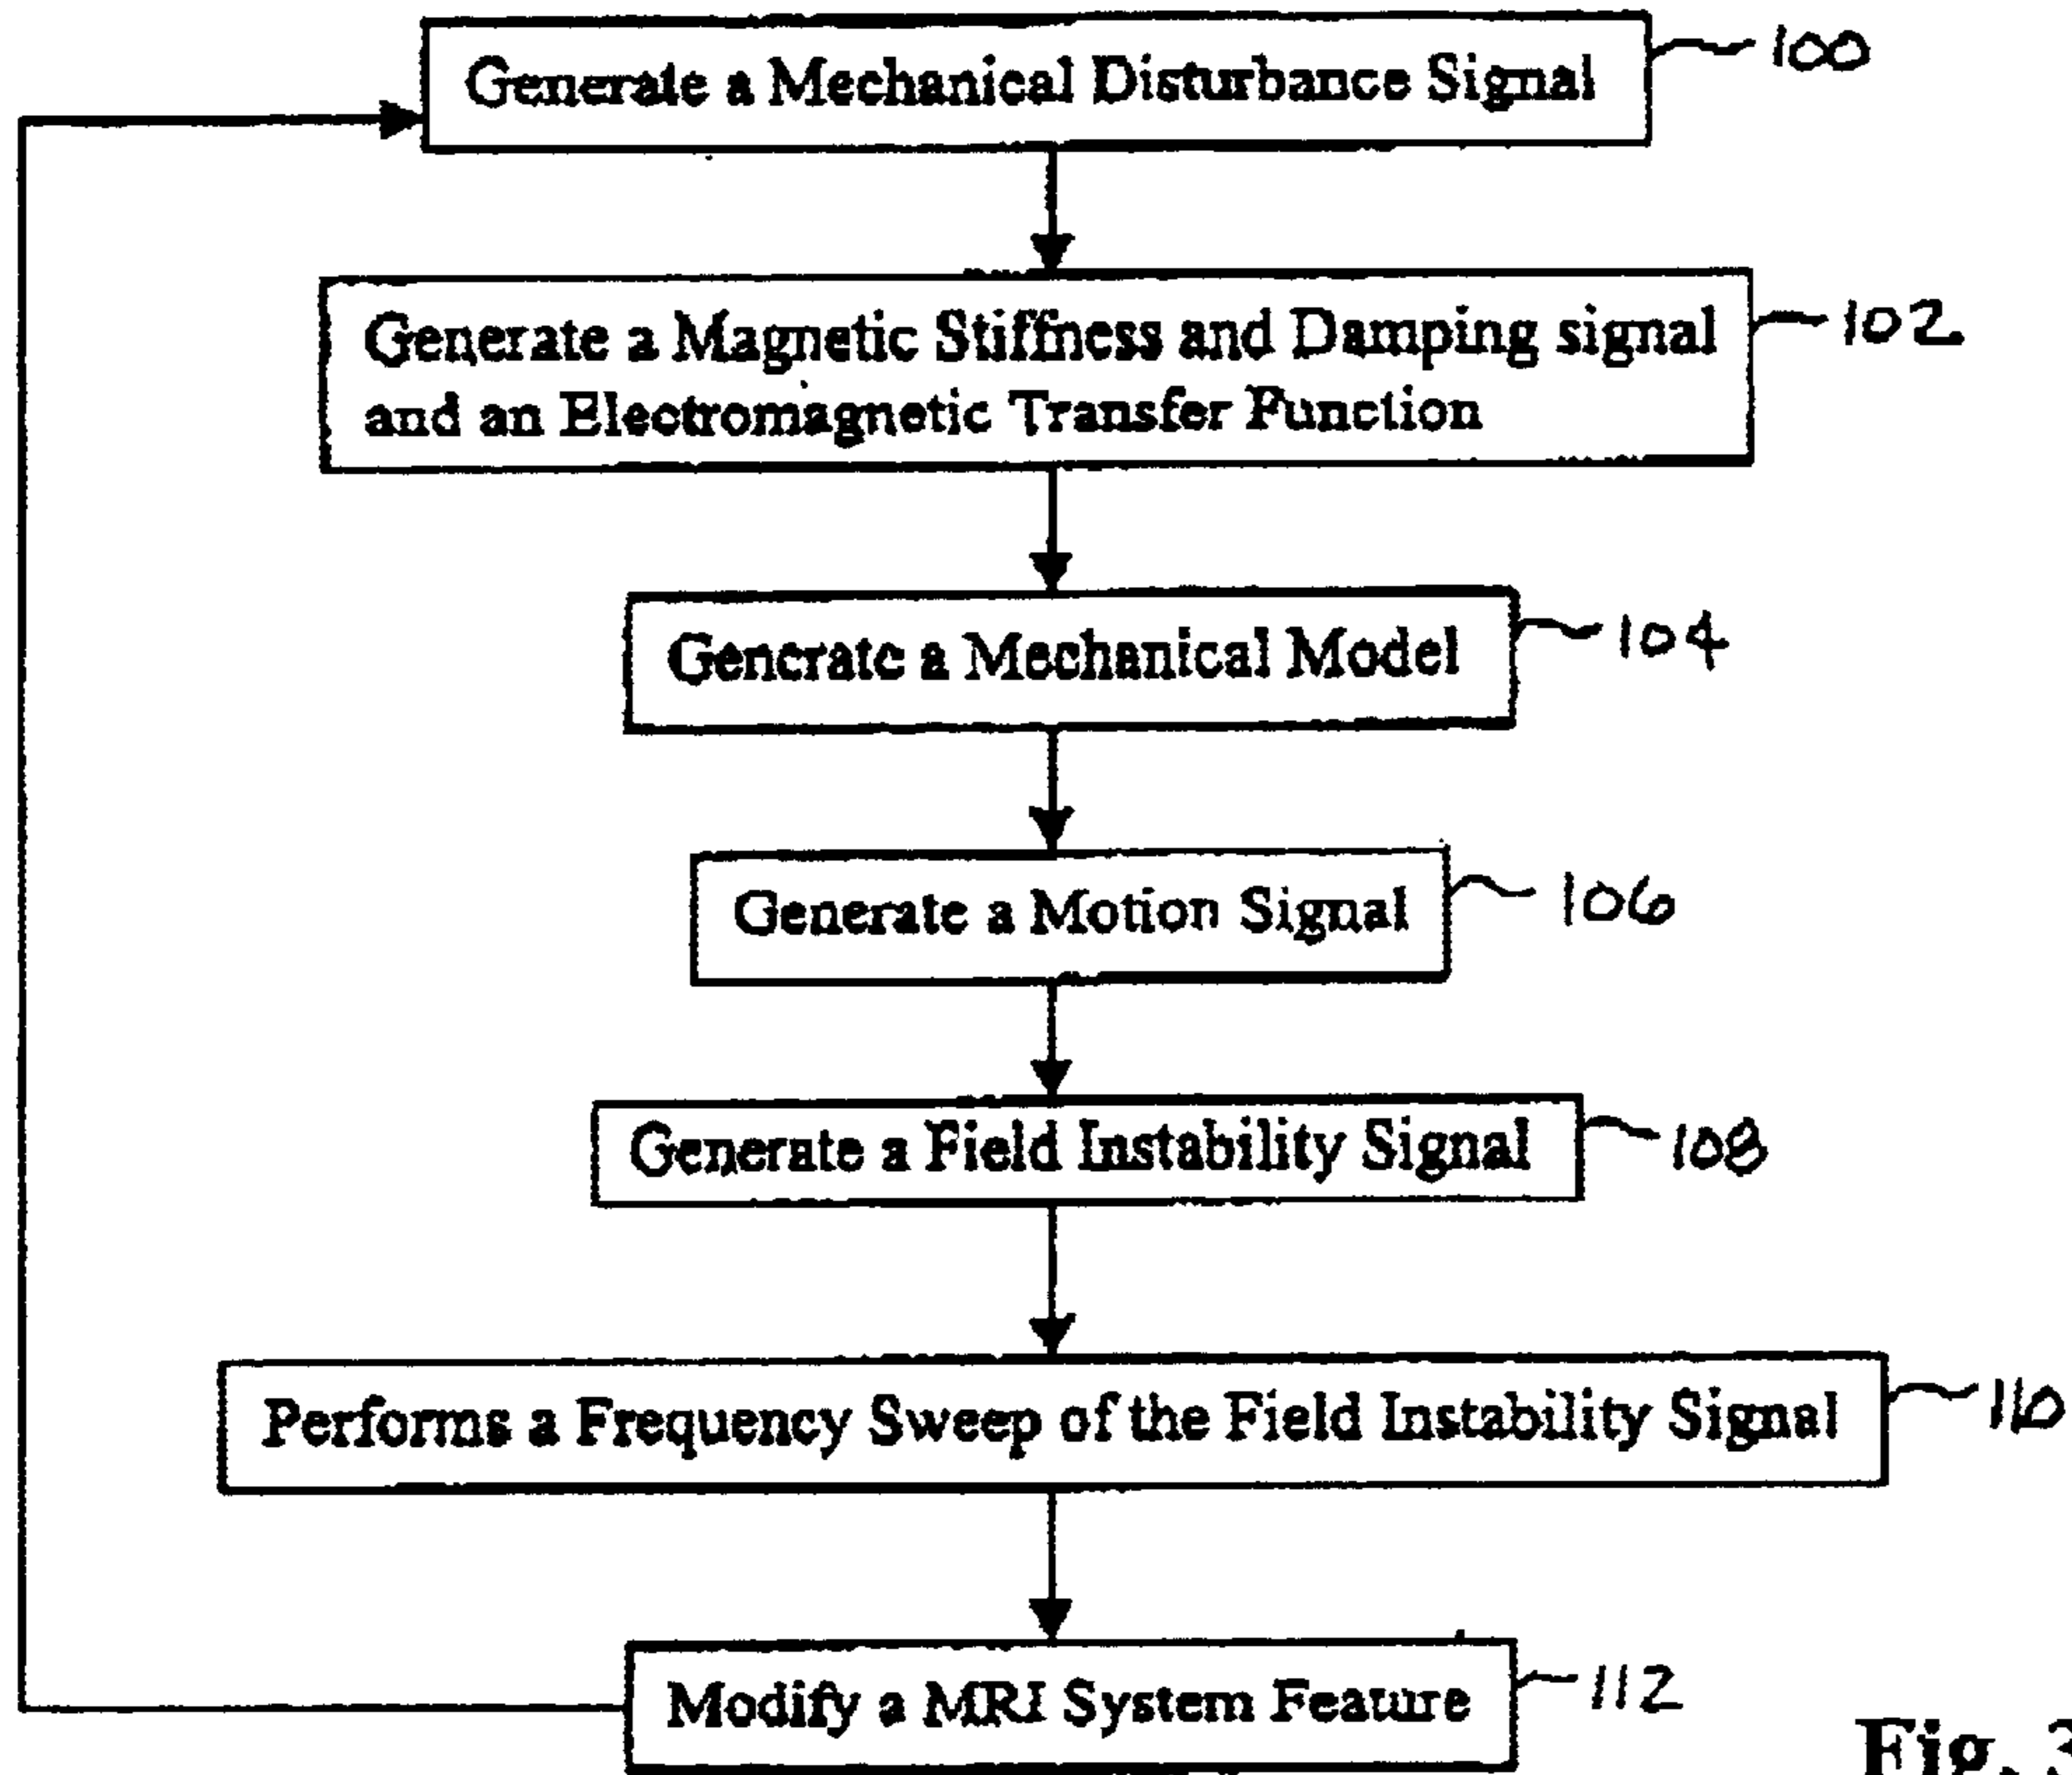 Generate a Mechanical Disturbance Signal
100
Generate a Magnetic Stiffness and Damping signal
and an Electromagnetic Transfer Function
102
Generate a Mechanical Model
104
Generate a Motion Signal
106
Generate a Field Instability Signal
108
Performs a Frequency Sweep of the Field Instability Signal
110
Modify a MRI System Feature
112
Fig. 3